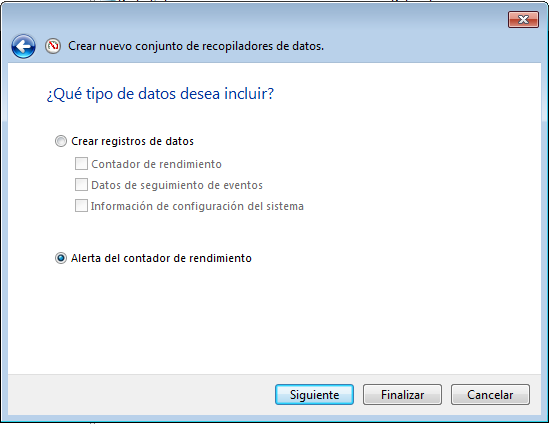 Crear nuevo conjunto de recopiladores de datos.
¿Qué tipo de datos desea incluir?
Crear registros de datos
Contador de rendimiento
Datos de seguimiento de eventos
Información de configuración del sistema
Alerta del contador de rendimiento
Siguiente
Finalizar
Cancelar